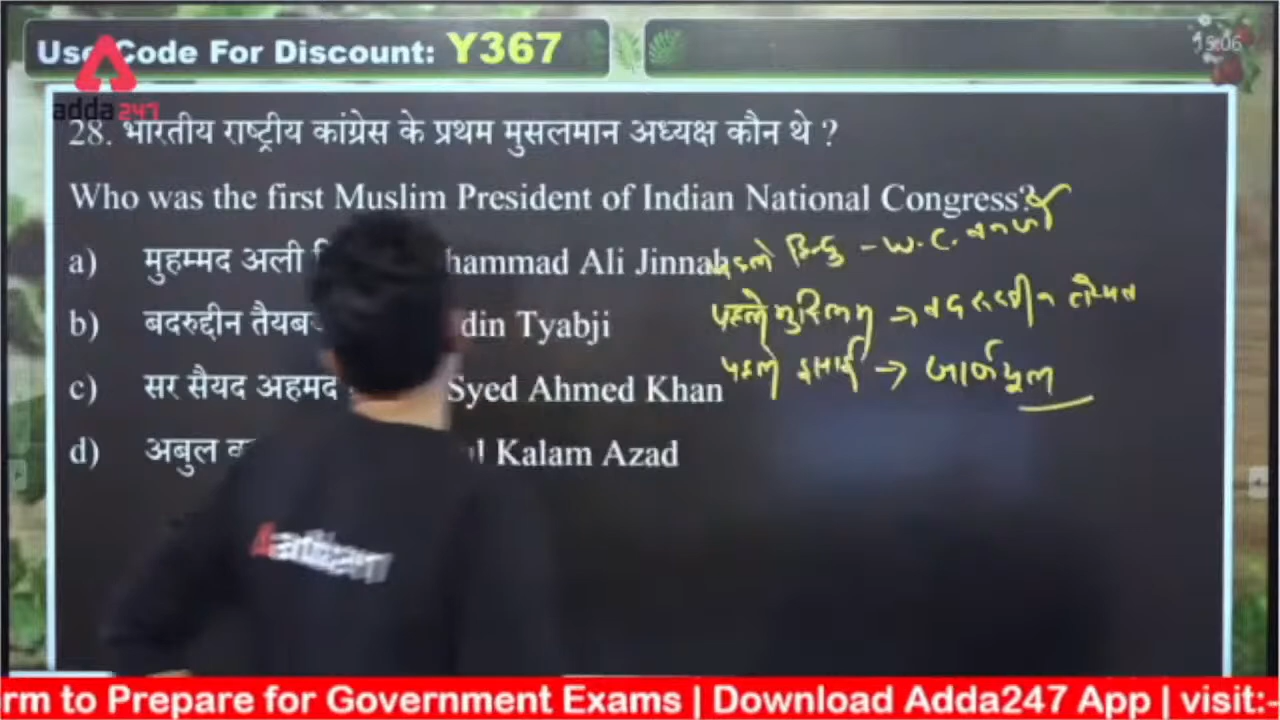 Use Code For Discount: Y367
adda247
28. भारतीय राष्ट्रीय कांग्रेस के प्रथम मुसलमान अध्यक्ष कौन थे ?
Who was the first Muslim President of Indian National Congress?
पहले हिन्दु - W.C. बनर्जी
a) मुहम्मद अली hammad Ali Jinnah
पहले मुस्लिम → बदरुद्दीन तैय्यब
b) बदरुद्दीन तैयब din Tyabji
पहले इसाई → जार्ज यूल
c) सर सैयद अहमद Syed Ahmed Khan
d) अबुल ul Kalam Azad
rm to Prepare for Government Exams | Download Adda247 App | visit:-